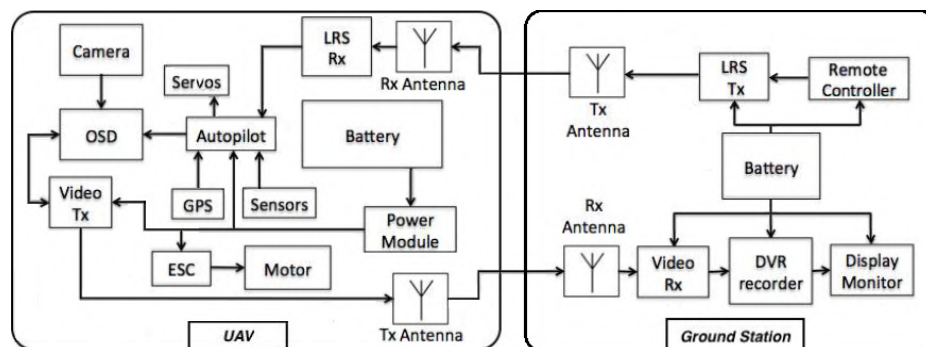 Camera
LRS
Rx
Rx Antenna
Servos
OSD
Autopilot
Battery
Video
Tx
GPS
Sensors
Power
Module
ESC
Motor
Tx Antenna
UAV
Tx
Antenna
LRS
Tx
Remote
Controller
Battery
Rx
Antenna
Video
Rx
DVR
recorder
Display
Monitor
Ground Station